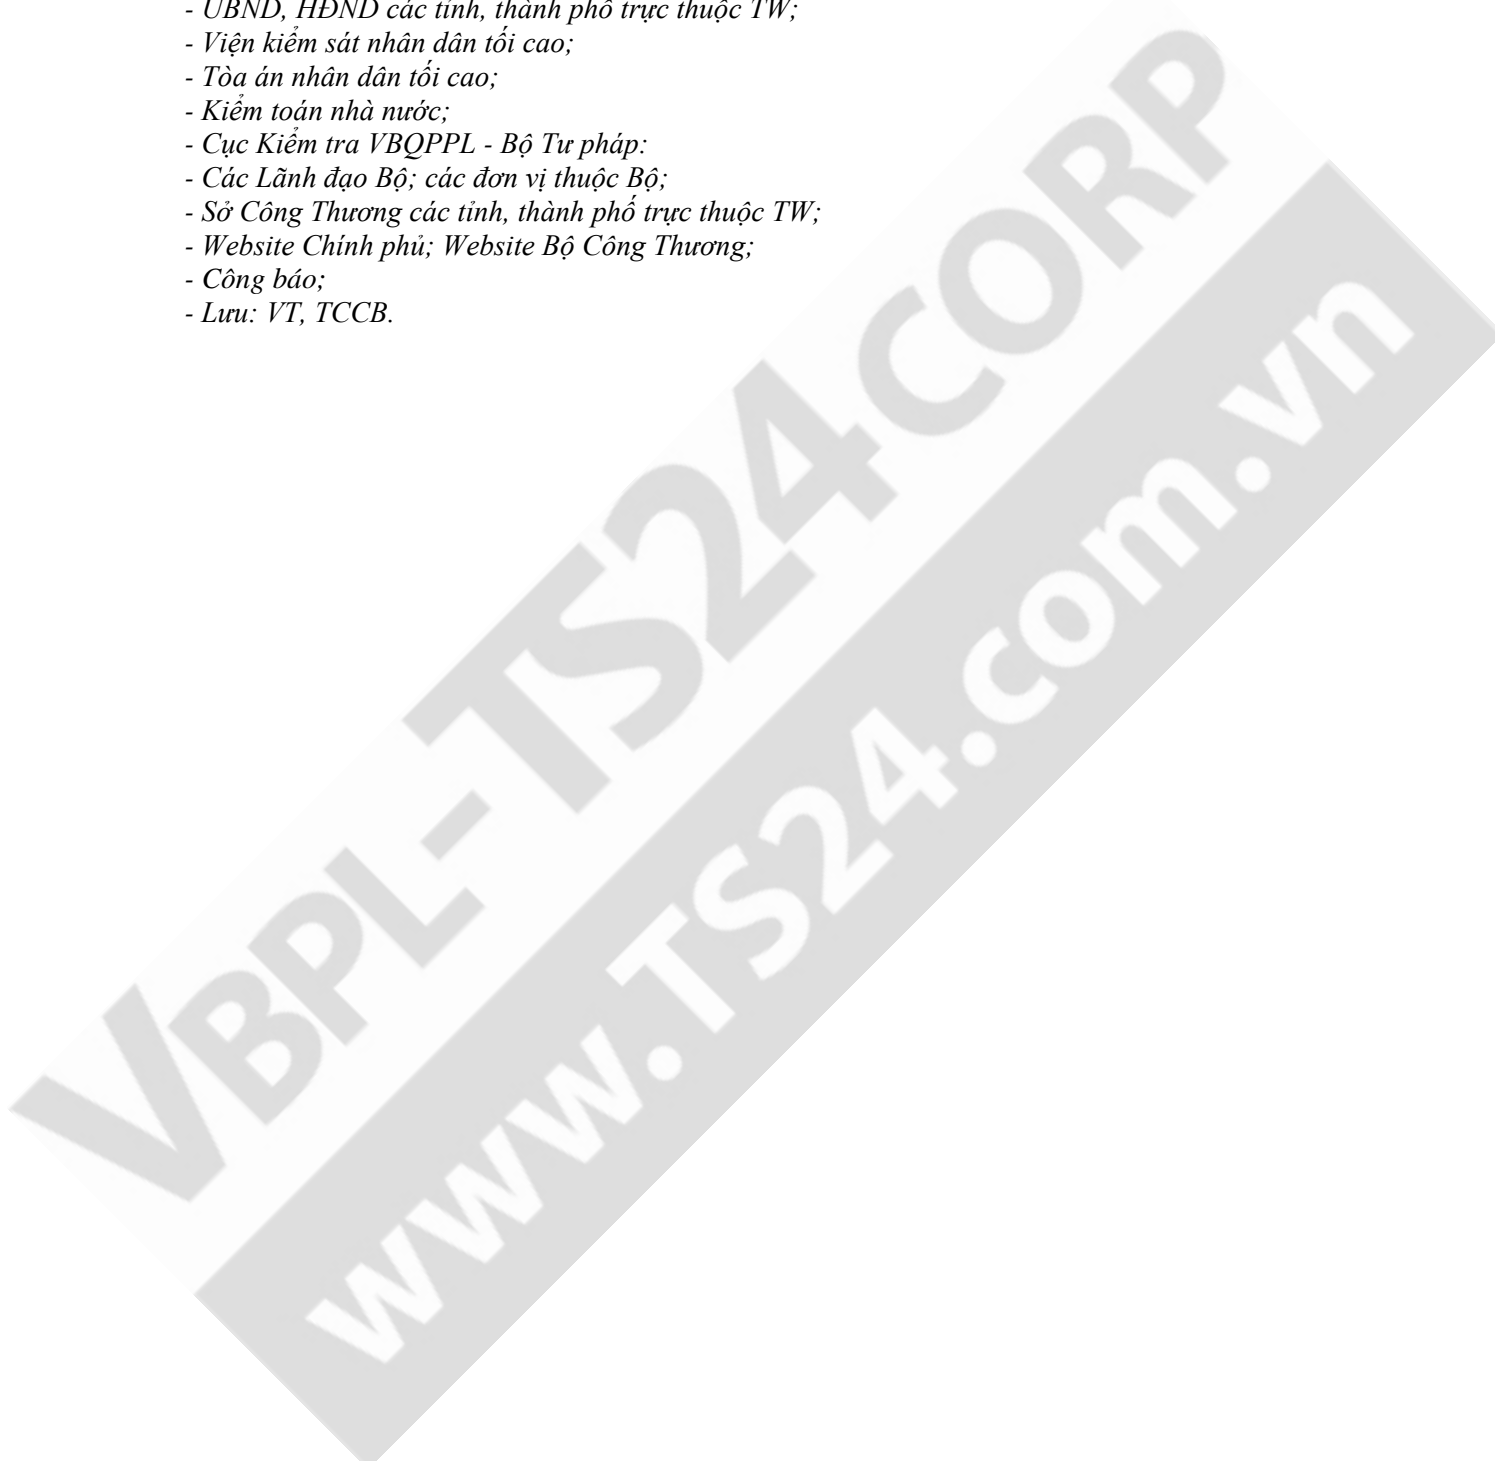 - UBND, HĐND các tỉnh, thành phố trực thuộc TW;
- Viện kiểm sát nhân dân tối cao;
- Tòa án nhân dân tối cao;
- Kiểm toán nhà nước;
- Cục Kiểm tra VBQPPL - Bộ Tư pháp:
- Các Lãnh đạo Bộ; các đơn vị thuộc Bộ;
- Sở Công Thương các tỉnh, thành phố trực thuộc TW;
- Website Chính phủ; Website Bộ Công Thương;
- Công báo;
- Lưu: VT, TCCB.
VBPL-TS24CORP
www.TS24.com.vn